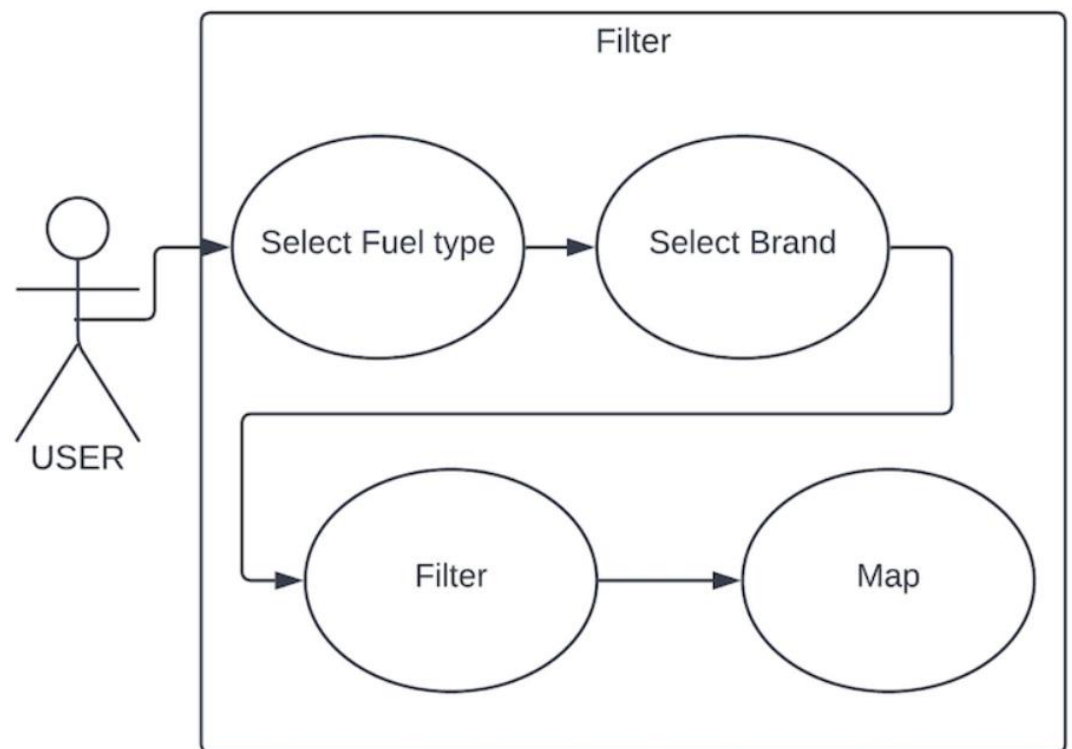 Filter
Select Fuel type
Select Brand
USER
Filter
Map